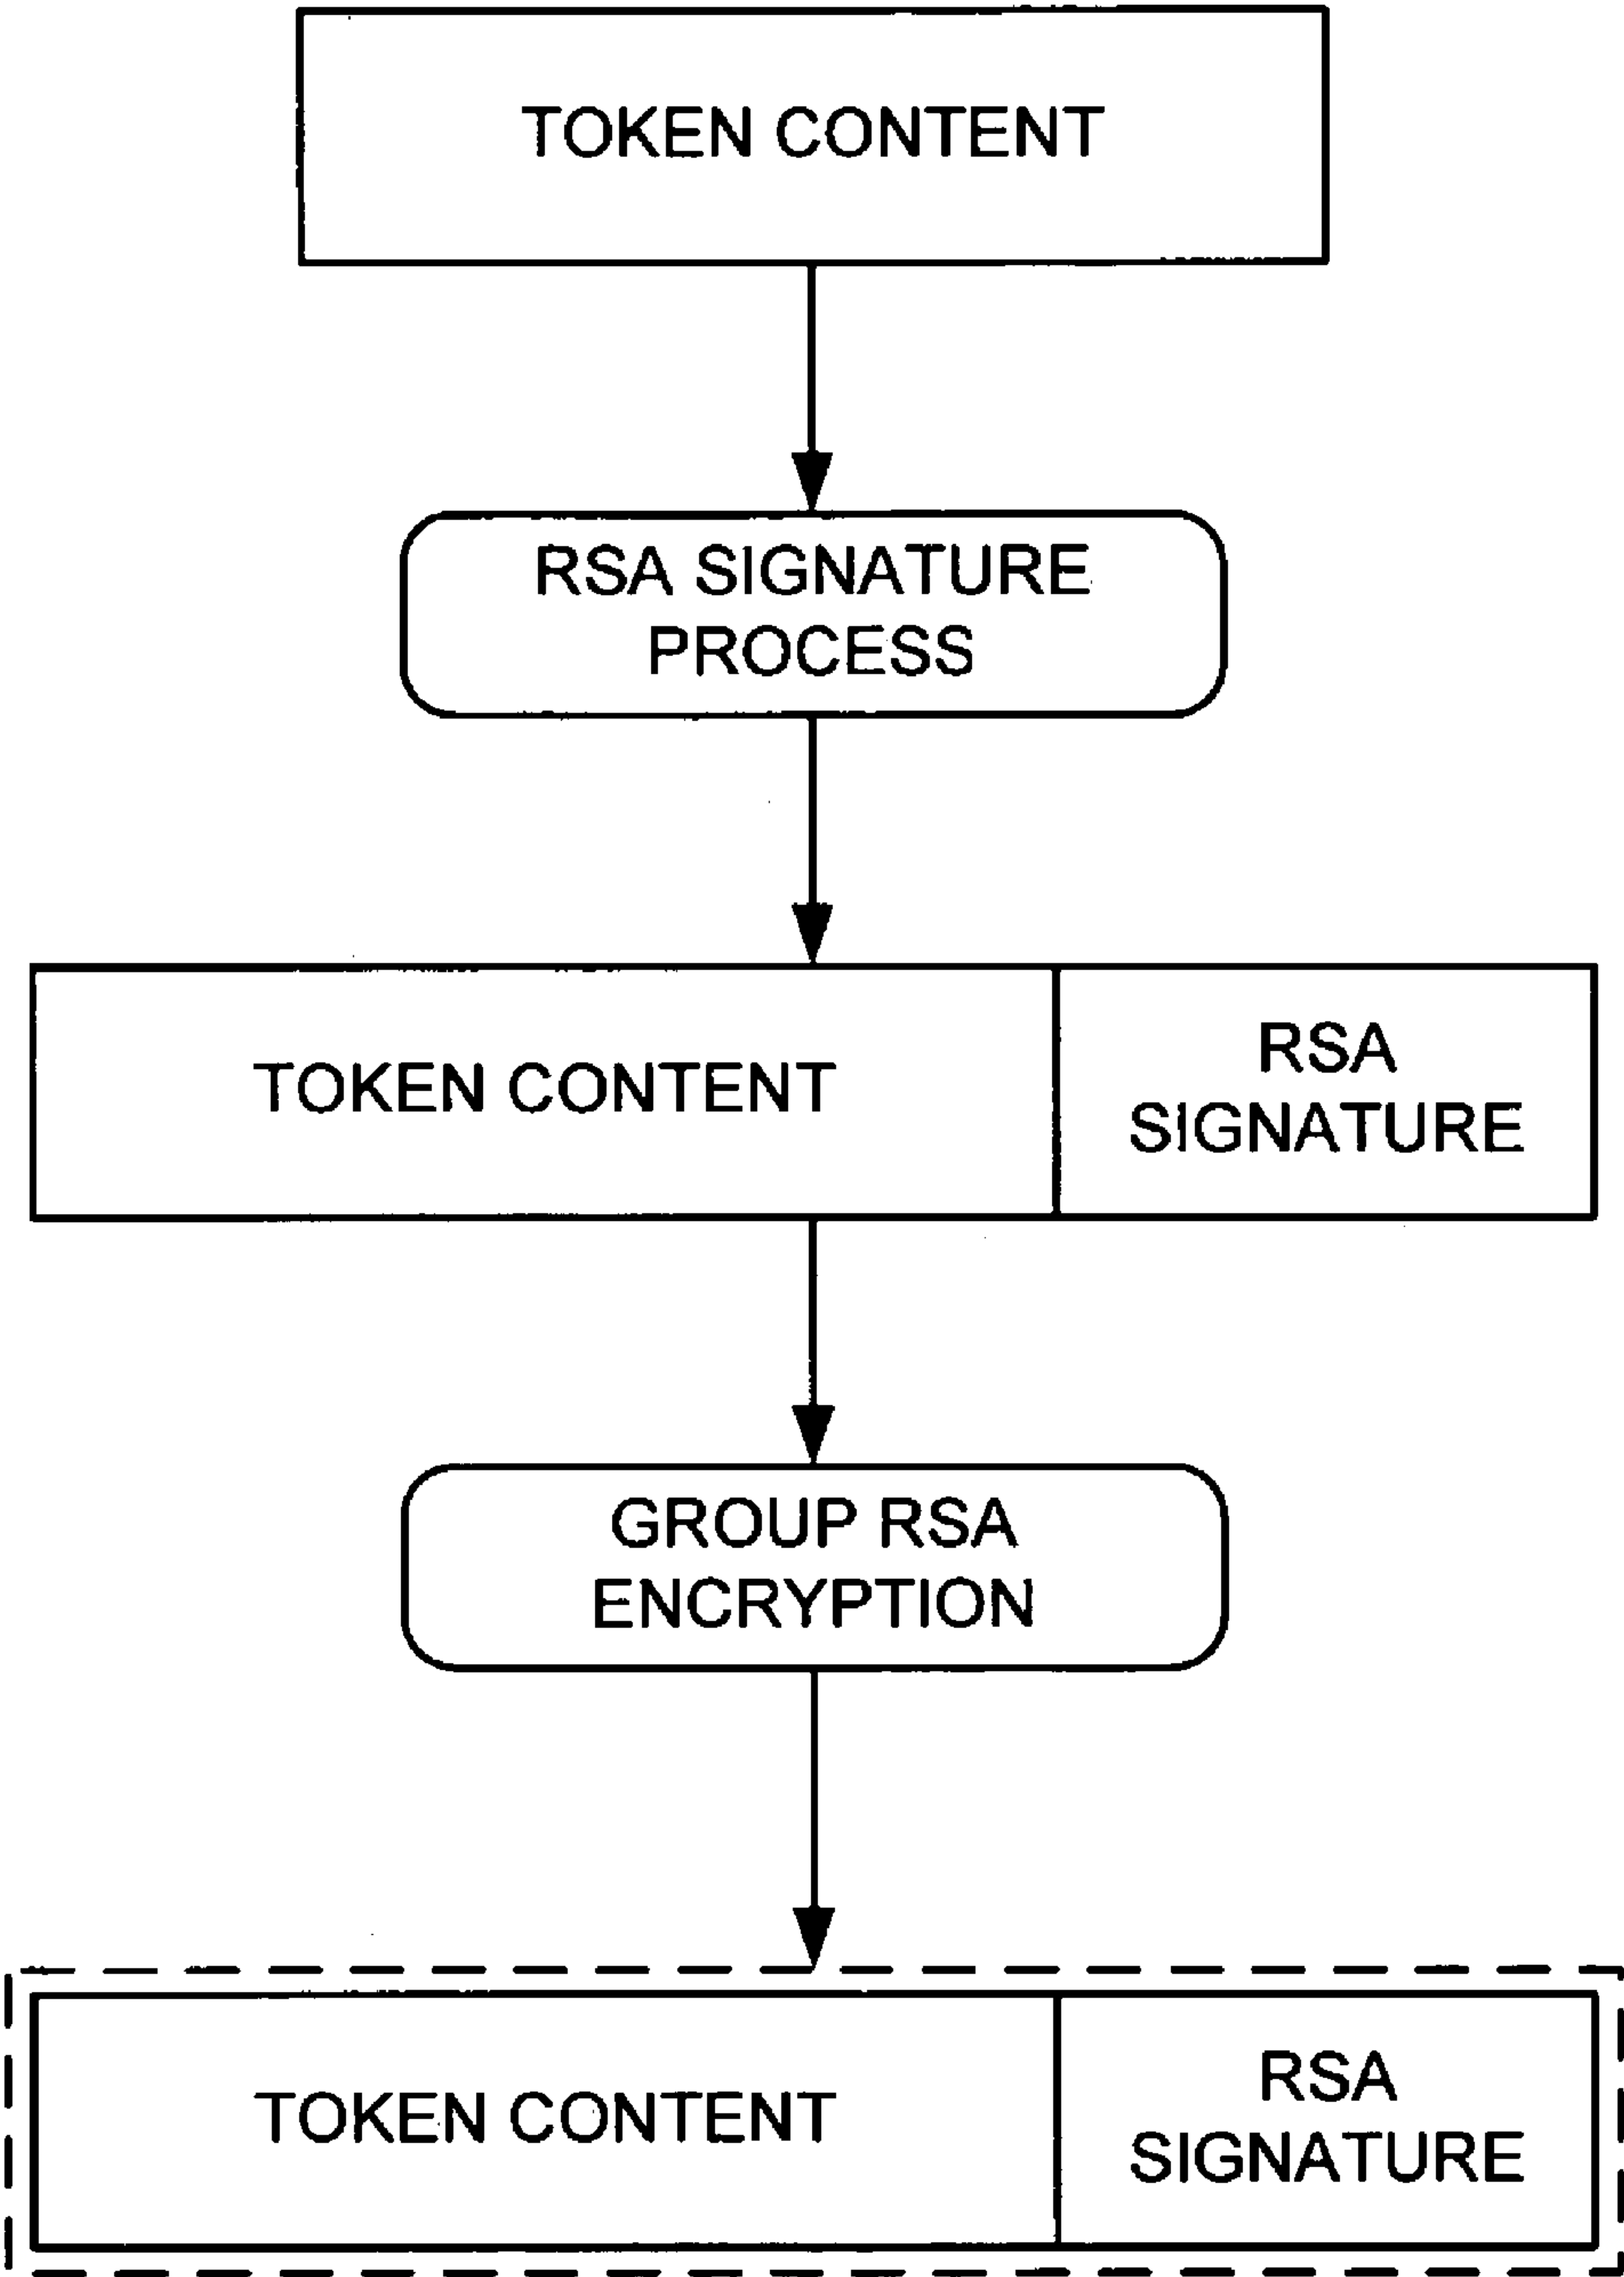 TOKEN CONTENT
RSA SIGNATURE
PROCESS
TOKEN CONTENT
RSA
SIGNATURE
GROUP RSA
ENCRYPTION
TOKEN CONTENT
RSA
SIGNATURE